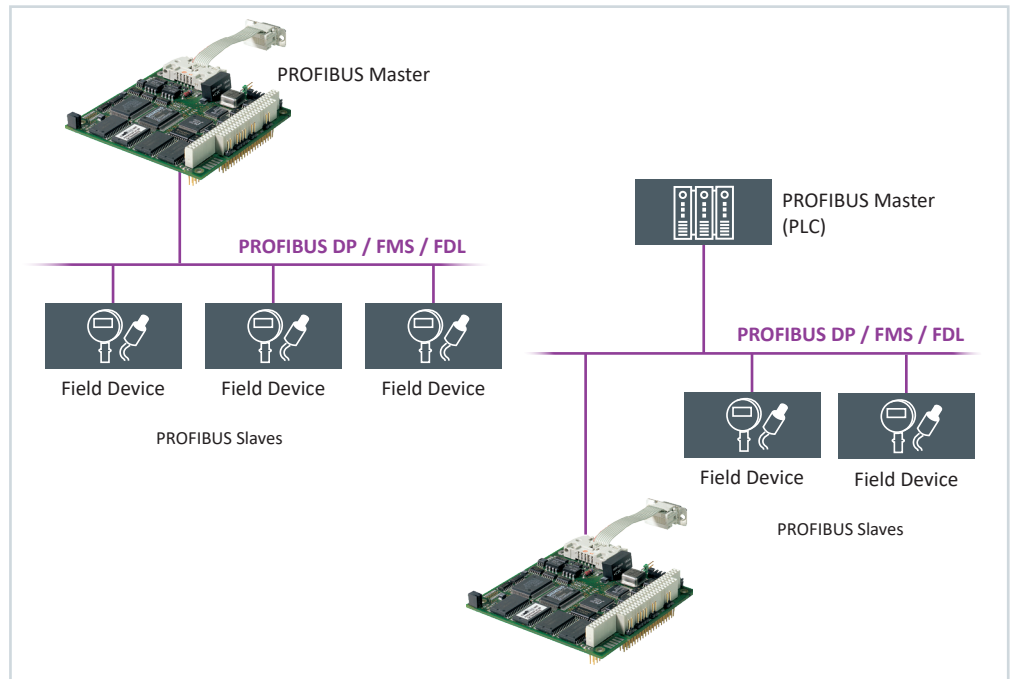 PROFIBUS Master
PROFIBUS DP / FMS / FDL
Field Device
Field Device
Field Device
PROFIBUS Slaves
PROFIBUS Master
(PLC)
PROFIBUS DP / FMS / FDL
Field Device
Field Device
PROFIBUS Slaves